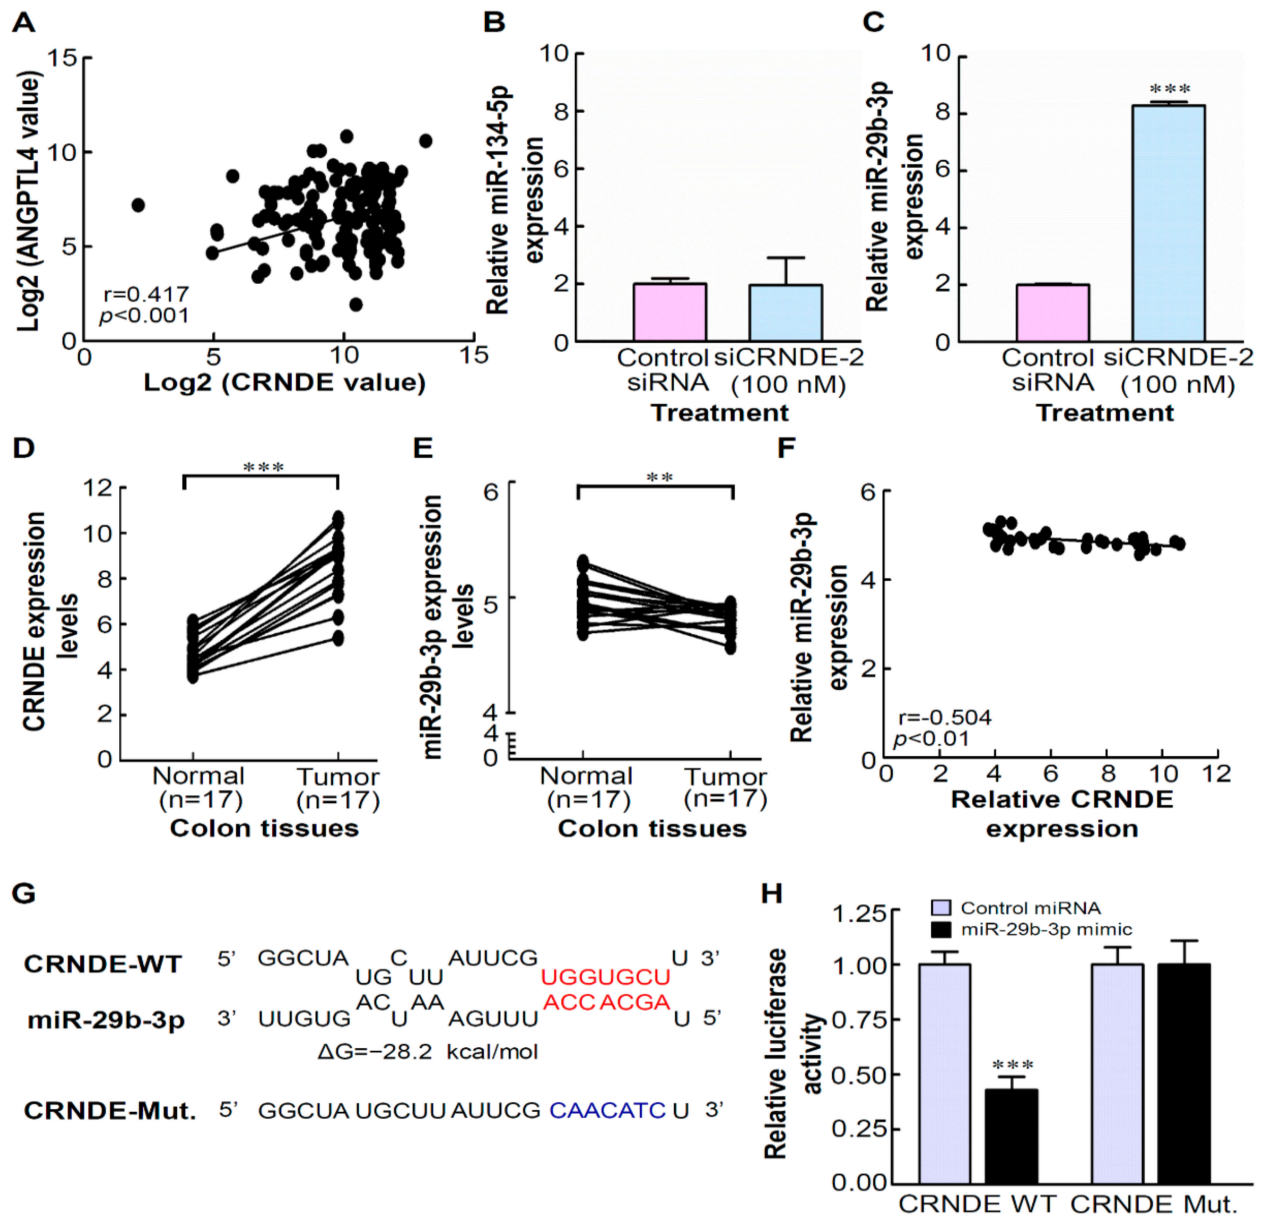 A
15
10
5
0
0
5
10
15
Log2 (ANGPTL4 value)
r=0.417
p<0.001
Log2 (CRNDE value)
B
10
8
6
4
2
0
Relative miR-134-5p
expression
Control
siRNA
siCRNDE-2
(100 nM)
Treatment
C
10
8
6
4
2
0
Relative miR-29b-3p
expression
***
Control
siRNA
siCRNDE-2
(100 nM)
Treatment
D
12
10
8
6
4
2
0
CRNDE expression
levels
***
Normal
(n=17)
Tumor
(n=17)
Colon tissues
E
6
5
4
4
0
miR-29b-3p expression
levels
**
Normal
(n=17)
Tumor
(n=17)
Colon tissues
F
6
4
2
0
Relative miR-29b-3p
expression
r=-0.504
p<0.01
0
2
4
6
8
10
12
Relative CRNDE
expression
G
CRNDE-WT 5’ GGCUA C AUUCG U 3’
UG UU UGGUGCU
AC AA ACCACGA
miR-29b-3p 3’ UUGUG U AGUUU U 5’
ΔG=−28.2 kcal/mol
CRNDE-Mut. 5’ GGCUA UGCUU AUUCG CAACATC U 3’
H
Control miRNA
miR-29b-3p mimic
1.25
1.00
0.75
0.50
0.25
0.00
Relative luciferase
activity
***
CRNDE WT
CRNDE Mut.